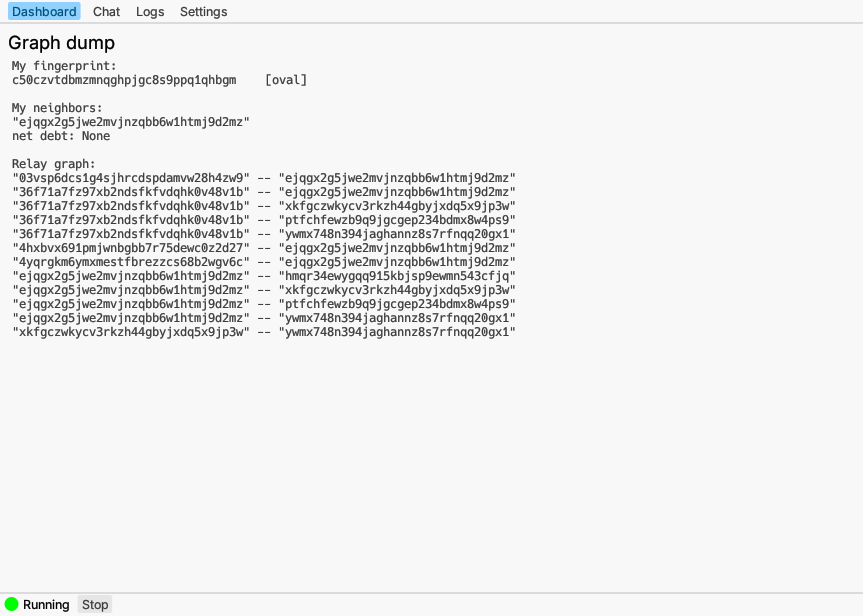 Dashboard Chat Logs Settings
Graph dump
My fingerprint:
c50czvtdbmzmnqghpjgc8s9ppq1qhbgm    [oval]
My neighbors:
"ejqgx2g5jwe2mvjnzqbb6w1htmj9d2mz"
net debt: None
Relay graph:
"03vsp6dcs1g4sjhrcdspdamvw28h4zw9" -- "ejqgx2g5jwe2mvjnzqbb6w1htmj9d2mz"
"36f71a7fz97xb2ndsfkfvdqhk0v48v1b" -- "ejqgx2g5jwe2mvjnzqbb6w1htmj9d2mz"
"36f71a7fz97xb2ndsfkfvdqhk0v48v1b" -- "xkfgczwkycv3rkzh44gbyjxdq5x9jp3w"
"36f71a7fz97xb2ndsfkfvdqhk0v48v1b" -- "ptfchfewzb9q9jgcgep234bdmx8w4ps9"
"36f71a7fz97xb2ndsfkfvdqhk0v48v1b" -- "ywmx748n394jaghannz8s7rfnqq20gx1"
"4hxbvx691pmjwnbgbb7r75dewc0z2d27" -- "ejqgx2g5jwe2mvjnzqbb6w1htmj9d2mz"
"4yqrgkm6ymxmestfbrezzcs68b2wgv6c" -- "ejqgx2g5jwe2mvjnzqbb6w1htmj9d2mz"
"ejqgx2g5jwe2mvjnzqbb6w1htmj9d2mz" -- "hmqr34ewygqq915kbjsp9ewmn543cfjq"
"ejqgx2g5jwe2mvjnzqbb6w1htmj9d2mz" -- "xkfgczwkycv3rkzh44gbyjxdq5x9jp3w"
"ejqgx2g5jwe2mvjnzqbb6w1htmj9d2mz" -- "ptfchfewzb9q9jgcgep234bdmx8w4ps9"
"ejqgx2g5jwe2mvjnzqbb6w1htmj9d2mz" -- "ywmx748n394jaghannz8s7rfnqq20gx1"
"xkfgczwkycv3rkzh44gbyjxdq5x9jp3w" -- "ywmx748n394jaghannz8s7rfnqq20gx1"
Running Stop